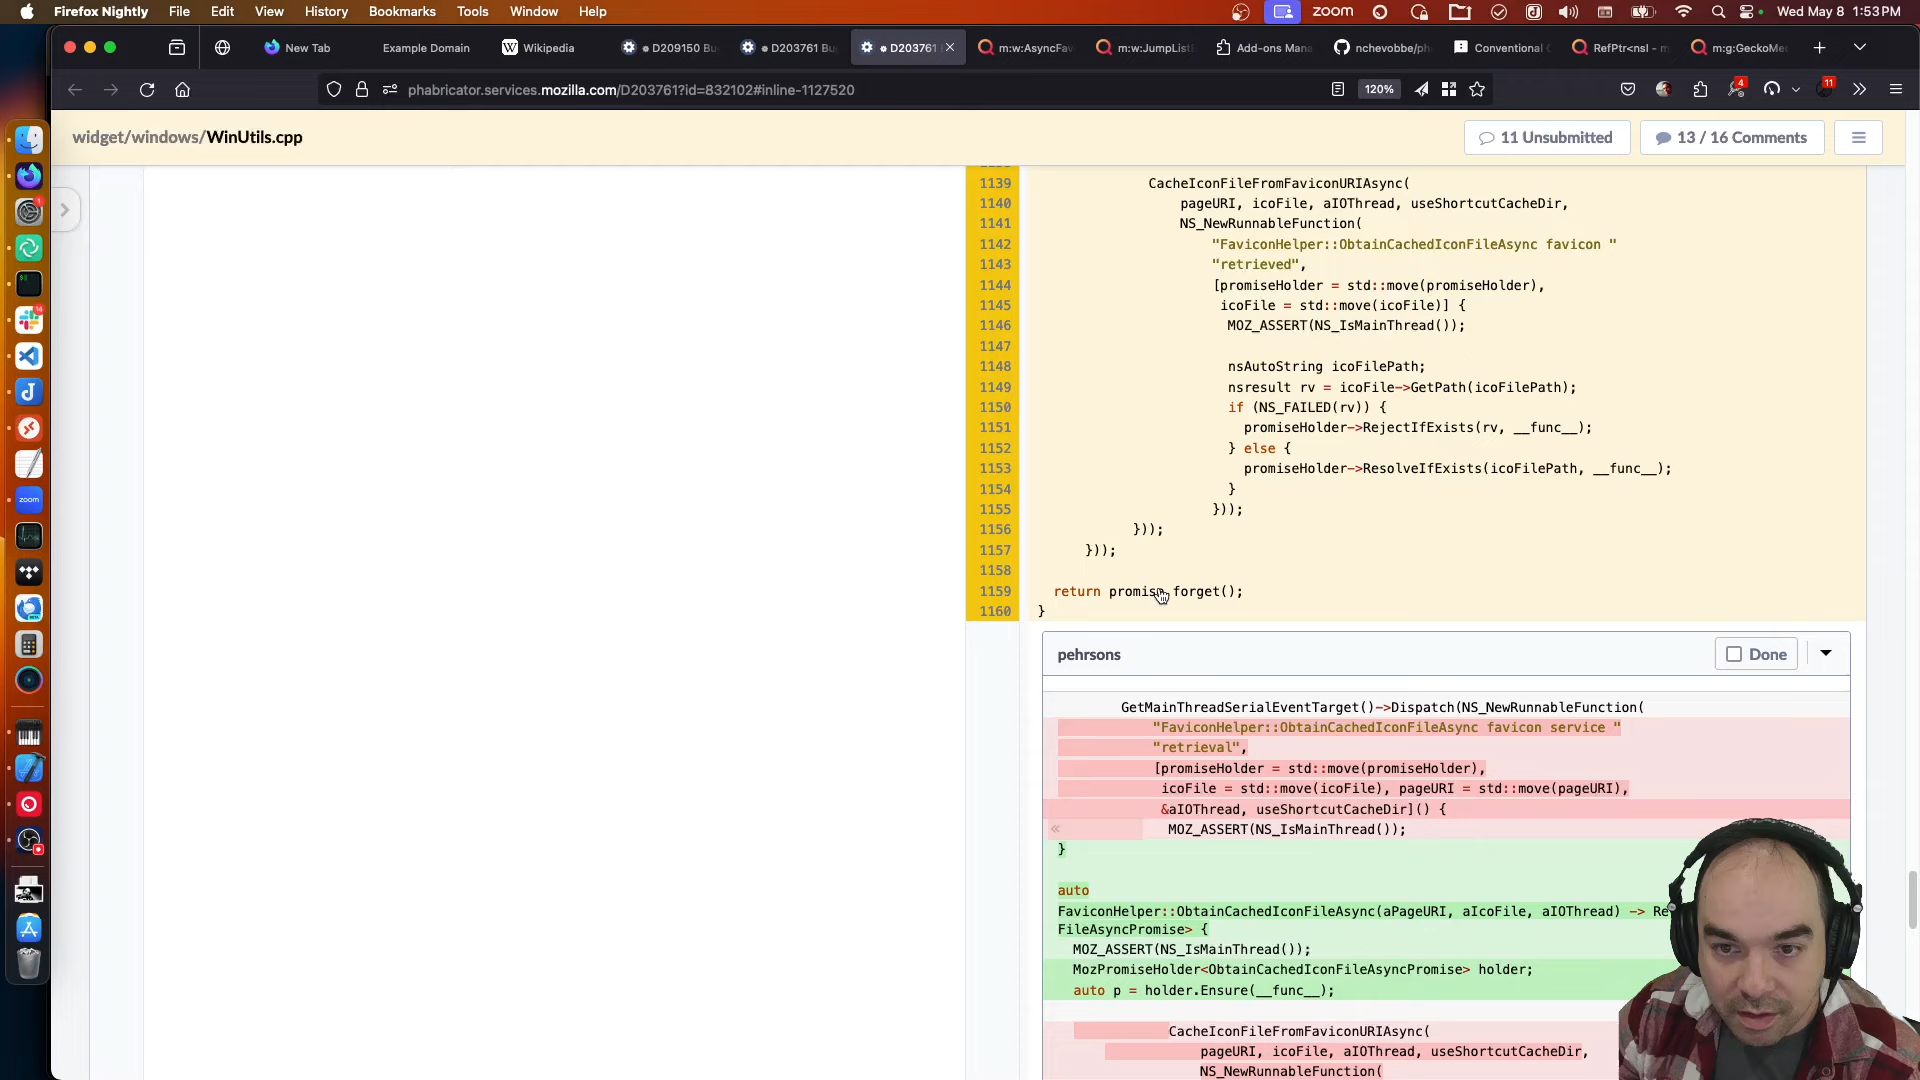 Firefox Nightly File Edit View History Bookmarks Tools Window Help zoom Wed May 8 1:53 PM
New Tab Example Domain Wikipedia D209150 Bu D203761 Bu D203761 m:w:AsyncFav m:w:JumpList Add-ons Mana nchevobbe/ph Conventional RefPtr<nsI - m m:g:GeckoMe
phabricator.services.mozilla.com/D203761?id=832102#inline-1127520 120% 4 11
widget/windows/WinUtils.cpp 11 Unsubmitted 13 / 16 Comments
1139 CacheIconFileFromFaviconURIAsync(
1140 pageURI, icoFile, aIOThread, useShortcutCacheDir,
1141 NS_NewRunnableFunction(
1142 "FaviconHelper::ObtainCachedIconFileAsync favicon "
1143 "retrieved",
1144 [promiseHolder = std::move(promiseHolder),
1145 icoFile = std::move(icoFile)] {
1146 MOZ_ASSERT(NS_IsMainThread());
1147
1148 nsAutoString icoFilePath;
1149 nsresult rv = icoFile->GetPath(icoFilePath);
1150 if (NS_FAILED(rv)) {
1151 promiseHolder->RejectIfExists(rv, __func__);
1152 } else {
1153 promiseHolder->ResolveIfExists(icoFilePath, __func__);
1154 }
1155 }));
1156 }));
1157 }));
1158
1159 return promise.forget();
1160 }
pehrsons Done
GetMainThreadSerialEventTarget()->Dispatch(NS_NewRunnableFunction(
"FaviconHelper::ObtainCachedIconFileAsync favicon service "
"retrieval",
[promiseHolder = std::move(promiseHolder),
icoFile = std::move(icoFile), pageURI = std::move(pageURI),
&aIOThread, useShortcutCacheDir]() {
« MOZ_ASSERT(NS_IsMainThread());
}
auto
FaviconHelper::ObtainCachedIconFileAsync(aPageURI, aIcoFile, aIOThread) -> Re
FileAsyncPromise> {
MOZ_ASSERT(NS_IsMainThread());
MozPromiseHolder<ObtainCachedIconFileAsyncPromise> holder;
auto p = holder.Ensure(__func__);
CacheIconFileFromFaviconURIAsync(
pageURI, icoFile, aIOThread, useShortcutCacheDir,
NS_NewRunnableFunction(
zoom